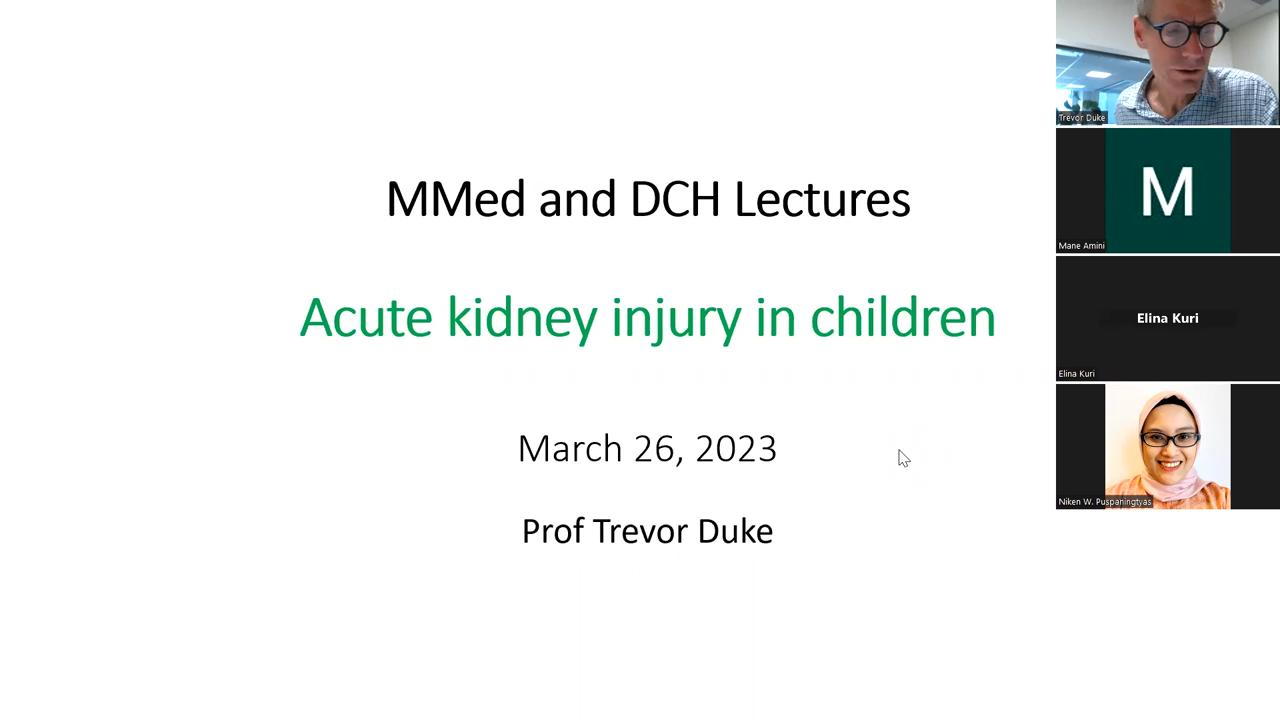 MMed and DCH Lectures
Acute kidney injury in children
March 26, 2023
Prof Trevor Duke
Trevor Duke
M
Mane Amini
Elina Kuri
Elina Kuri
Niken W. Puspaningtyas